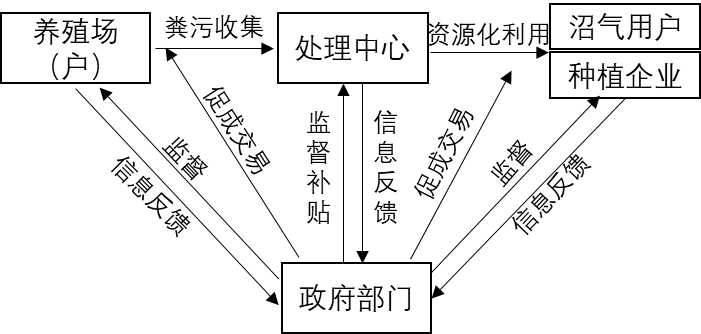 养殖场
（户）
粪污收集
处理中心
资源化利用
沼气用户
种植企业
促成交易
监督
信息反馈
监督补贴
信息反馈
促成交易
监督
信息反馈
政府部门